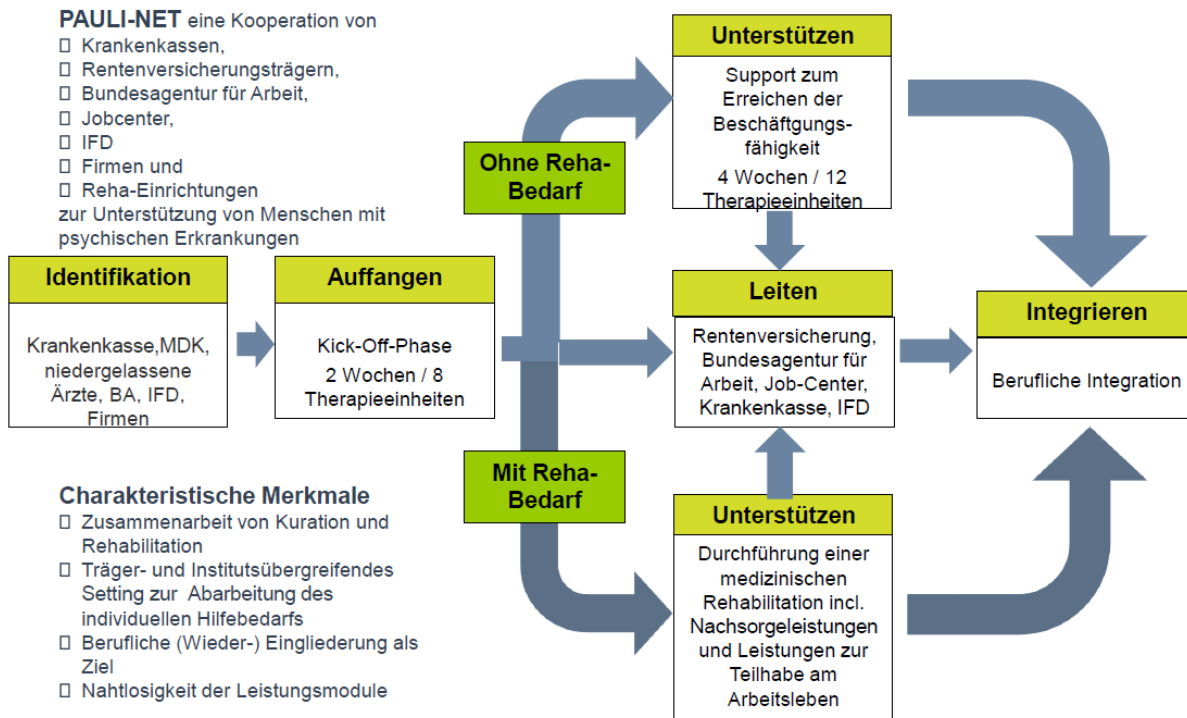 PAULI-NET eine Kooperation von
Krankenkassen,
Rentenversicherungsträgern,
Bundesagentur für Arbeit,
Jobcenter,
IFD
Firmen und
Reha-Einrichtungen
zur Unterstützung von Menschen mit
psychischen Erkrankungen
Identifikation
Krankenkasse,MDK,
niedergelassene
Ärzte, BA, IFD,
Firmen
Auffangen
Kick-Off-Phase
2 Wochen / 8
Therapieeinheiten
Ohne Reha-
Bedarf
Mit Reha-
Bedarf
Unterstützen
Support zum
Erreichen der
Beschäftgungs-
fähigkeit
4 Wochen / 12
Therapieeinheiten
Leiten
Rentenversicherung,
Bundesagentur für
Arbeit, Job-Center,
Krankenkasse, IFD
Unterstützen
Durchführung einer
medizinischen
Rehabilitation incl.
Nachsorgeleistungen
und Leistungen zur
Teilhabe am
Arbeitsleben
Integrieren
Berufliche Integration
Charakteristische Merkmale
Zusammenarbeit von Kuration und
Rehabilitation
Träger- und Institutsübergreifendes
Setting zur Abarbeitung des
individuellen Hilfebedarfs
Berufliche (Wieder-) Eingliederung als
Ziel
Nahtlosigkeit der Leistungsmodule